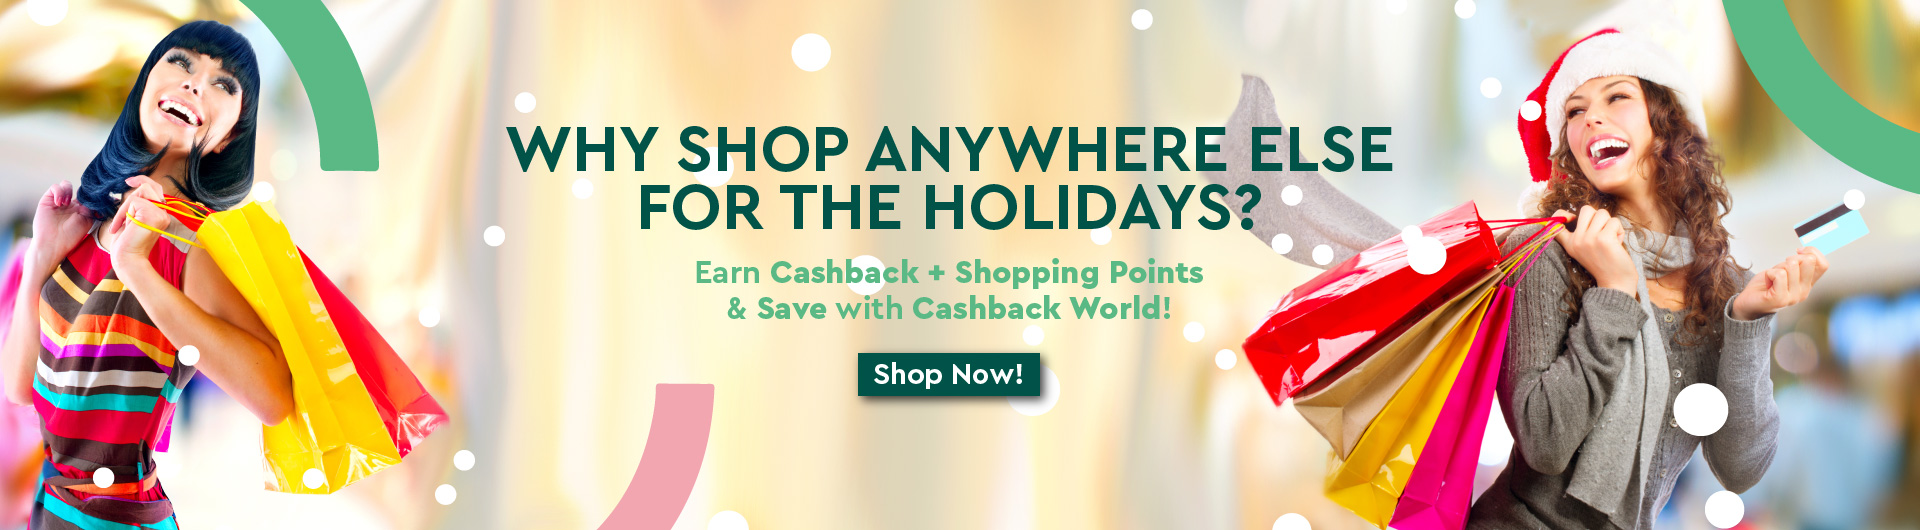 WHY SHOP ANYWHERE ELSE
FOR THE HOLIDAYS?
Earn Cashback + Shopping Points
& Save with Cashback World!
Shop Now!